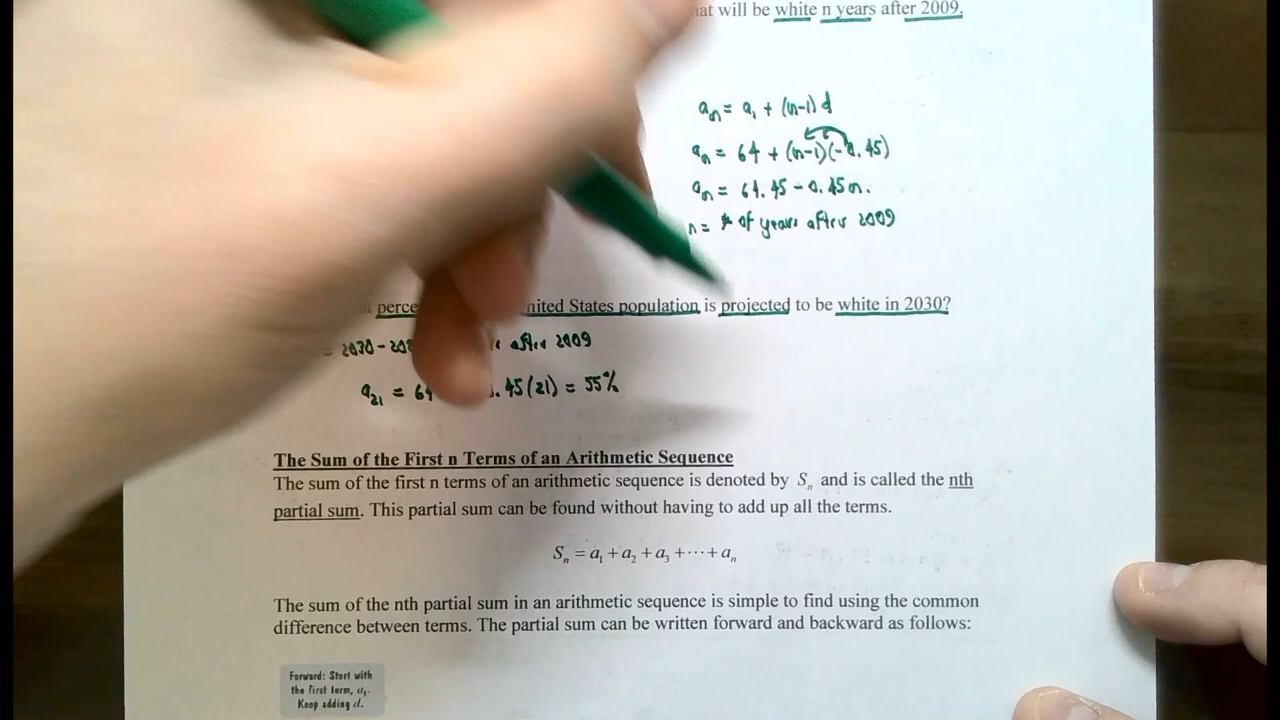 hat will be white n years after 2009.
aₙ = a₁ + (n-1) d
aₙ = 64 + (n-1)(-0.45)
aₙ = 64.45 - 0.45n.
n = # of years after 2009
perce nited States population is projected to be white in 2030?
= 2030 - 20 after 2009
a₂₁ = 64 .45(21) = 55%
The Sum of the First n Terms of an Arithmetic Sequence
The sum of the first n terms of an arithmetic sequence is denoted by Sₙ and is called the nth
partial sum. This partial sum can be found without having to add up all the terms.
Sₙ = a₁ + a₂ + a₃ + ⋯ + aₙ
The sum of the nth partial sum in an arithmetic sequence is simple to find using the common
difference between terms. The partial sum can be written forward and backward as follows:
Forward: Start with
the first term, a₁.
Keep adding d.